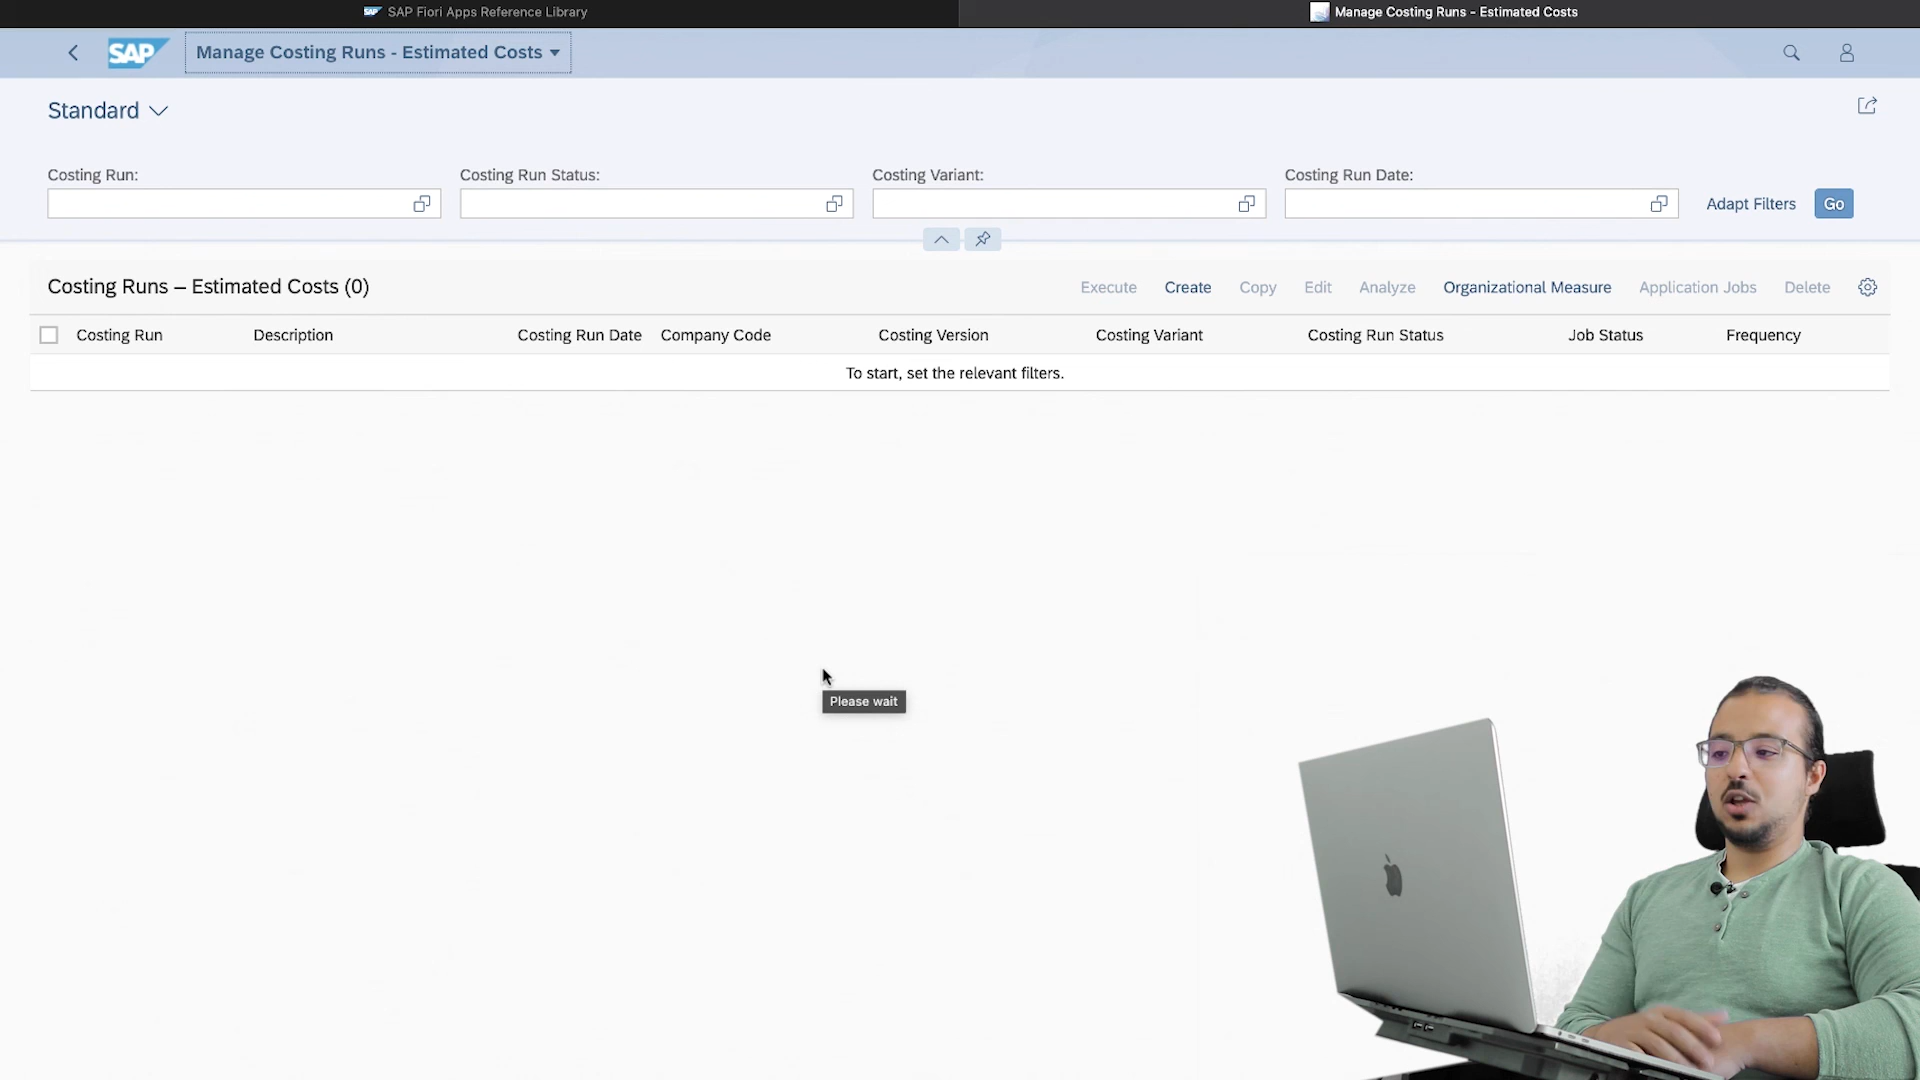 SAP SAP Fiori Apps Reference Library
Manage Costing Runs - Estimated Costs
SAP Manage Costing Runs - Estimated Costs
Standard
Costing Run: Costing Run Status: Costing Variant: Costing Run Date:
Adapt Filters Go
Costing Runs – Estimated Costs (0)
Execute Create Copy Edit Analyze Organizational Measure Application Jobs Delete
Costing Run Description Costing Run Date Company Code Costing Version Costing Variant Costing Run Status Job Status Frequency
To start, set the relevant filters.
Please wait